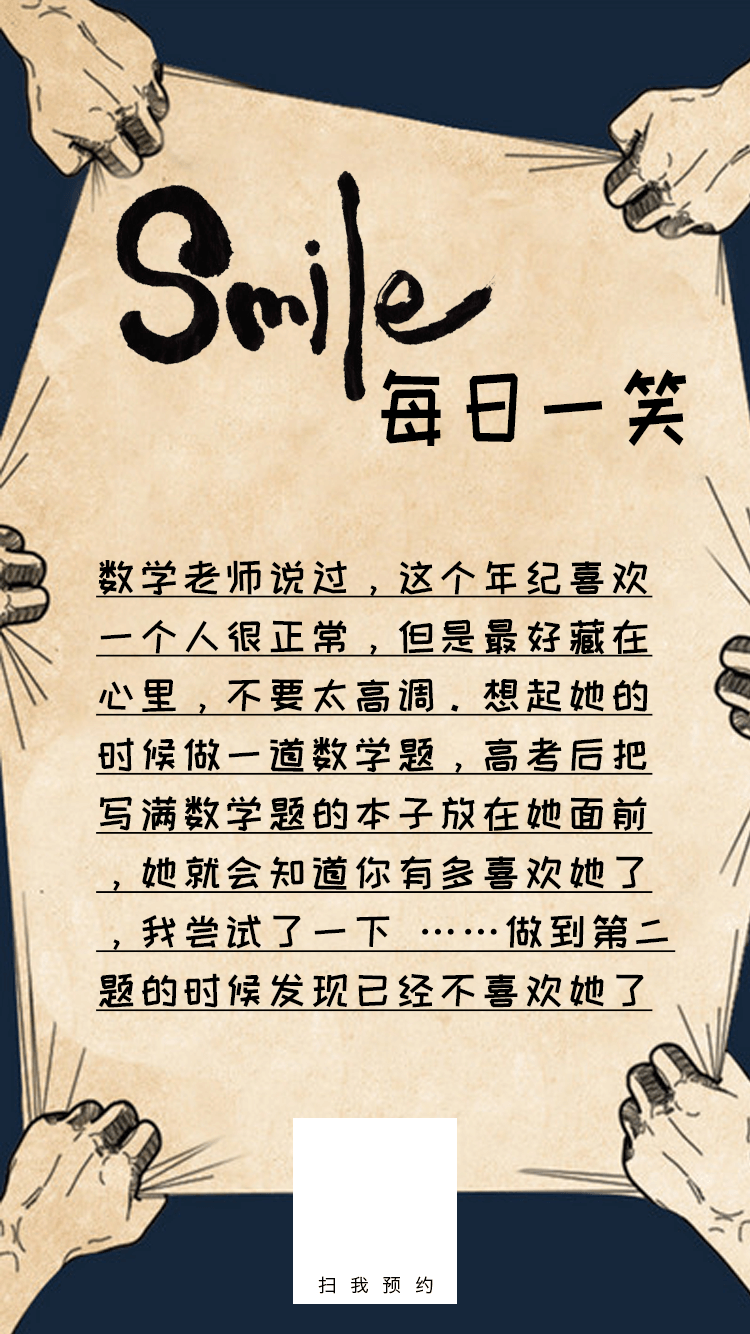 Smile
每日一笑
数学老师说过，这个年纪喜欢
一个人很正常，但是最好藏在
心里，不要太高调．想起她的
时候做一道数学题，高考后把
写满数学题的本子放在她面前
，她就会知道你有多喜欢她了
，我尝试了一下 ……做到第二
题的时候发现已经不喜欢她了
扫我预约